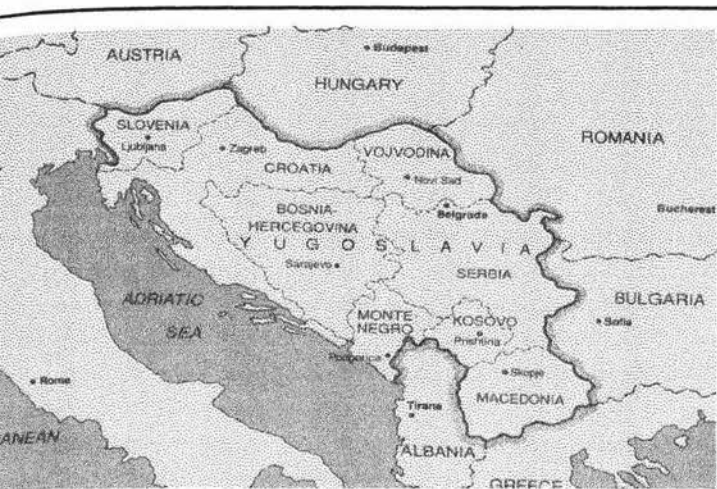 Budapest
AUSTRIA
HUNGARY
SLOVENIA
Ljubljana
Zagreb
VOJVODINA
ROMANIA
CROATIA
Novi Sad
BOSNIA-
HERCEGOVINA
Belgrade
Bucharest
YUGOSLAVIA
Sarajevo
SERBIA
ADRIATIC
SEA
MONTE
NEGRO
KOSOVO
Prishtina
BULGARIA
Sofia
Podgorica
Skopje
Rome
Tirana
MACEDONIA
ANEAN
ALBANIA
GREECE